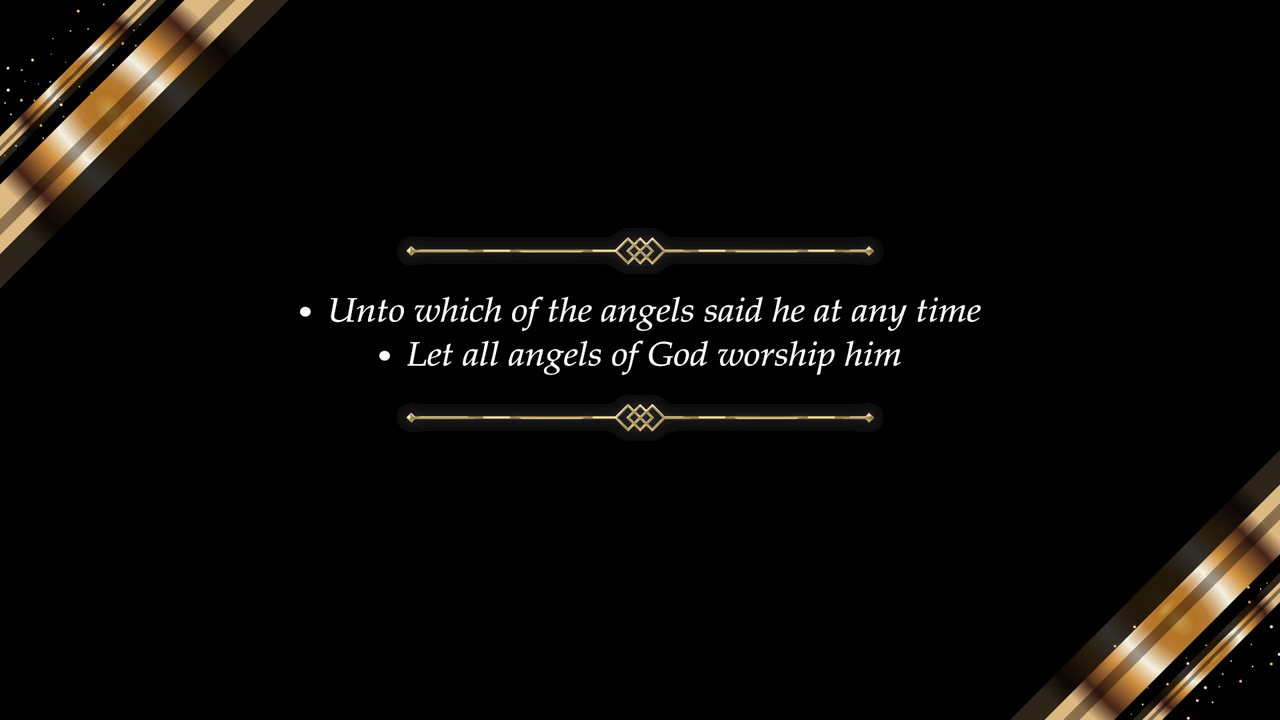 • Unto which of the angels said he at any time
• Let all angels of God worship him